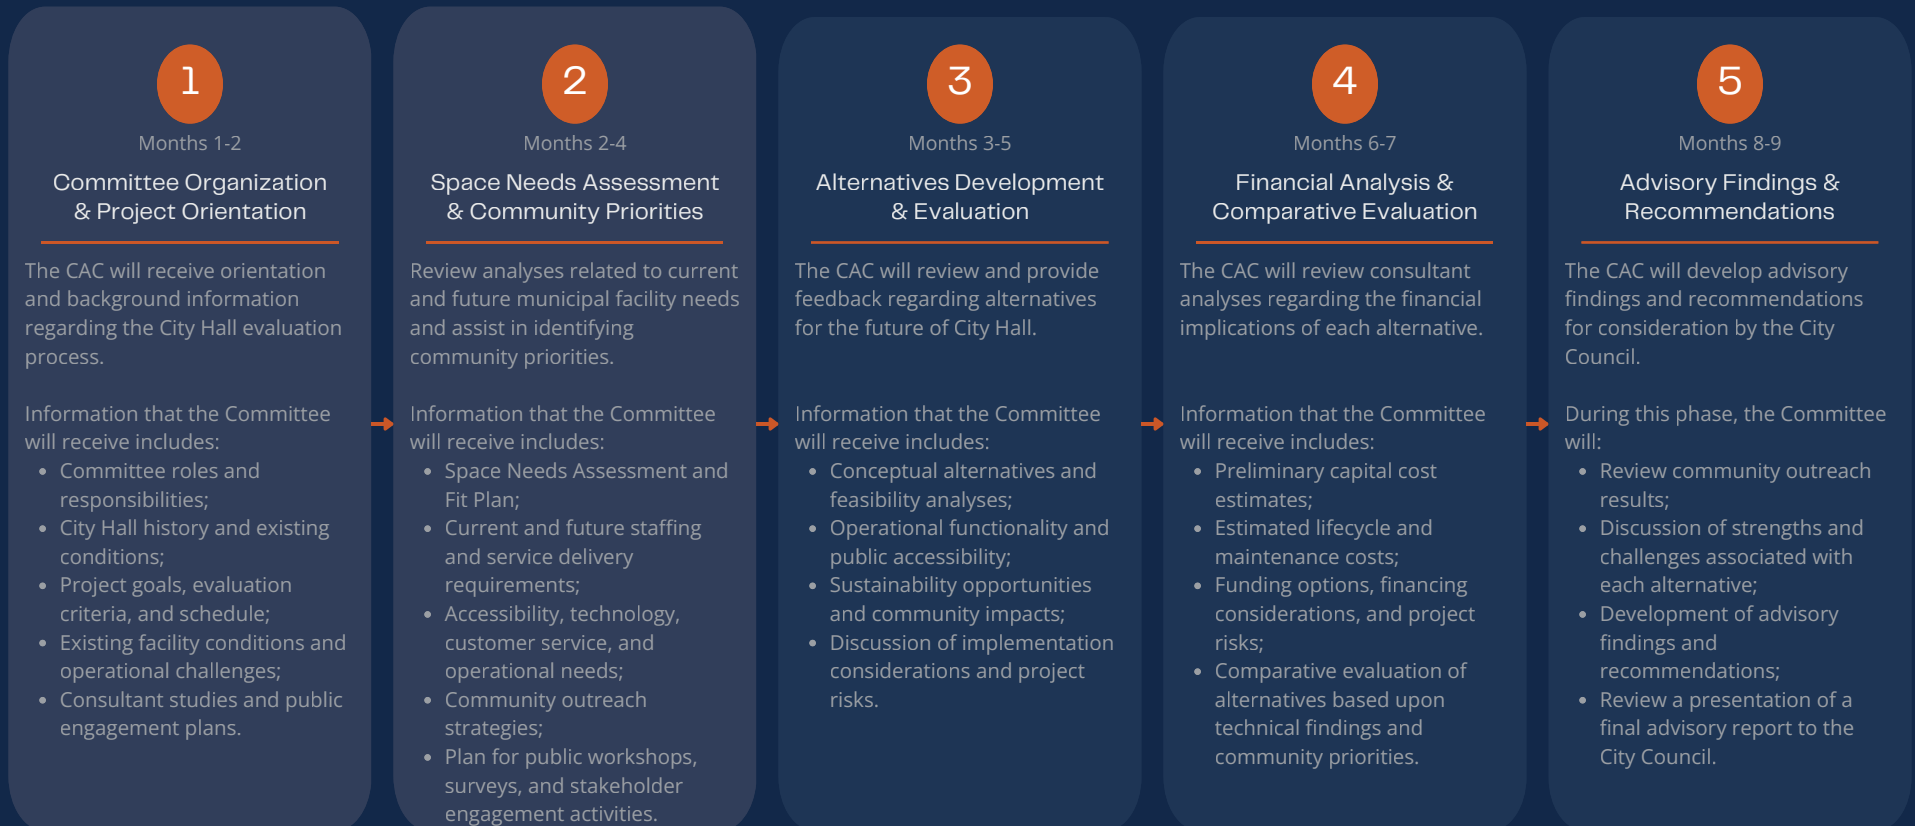 1
Months 1-2
Committee Organization
& Project Orientation
The CAC will receive orientation
and background information
regarding the City Hall evaluation
process.
Information that the Committee
will receive includes:
• Committee roles and
responsibilities;
• City Hall history and existing
conditions;
• Project goals, evaluation
criteria, and schedule;
• Existing facility conditions and
operational challenges;
• Consultant studies and public
engagement plans.
2
Months 2-4
Space Needs Assessment
& Community Priorities
Review analyses related to current
and future municipal facility needs
and assist in identifying
community priorities.
Information that the Committee
will receive includes:
• Space Needs Assessment and
Fit Plan;
• Current and future staffing
and service delivery
requirements;
• Accessibility, technology,
customer service, and
operational needs;
• Community outreach
strategies;
• Plan for public workshops,
surveys, and stakeholder
engagement activities.
3
Months 3-5
Alternatives Development
& Evaluation
The CAC will review and provide
feedback regarding alternatives
for the future of City Hall.
Information that the Committee
will receive includes:
• Conceptual alternatives and
feasibility analyses;
• Operational functionality and
public accessibility;
• Sustainability opportunities
and community impacts;
• Discussion of implementation
considerations and project
risks.
4
Months 6-7
Financial Analysis &
Comparative Evaluation
The CAC will review consultant
analyses regarding the financial
implications of each alternative.
Information that the Committee
will receive includes:
• Preliminary capital cost
estimates;
• Estimated lifecycle and
maintenance costs;
• Funding options, financing
considerations, and project
risks;
• Comparative evaluation of
alternatives based upon
technical findings and
community priorities.
5
Months 8-9
Advisory Findings &
Recommendations
The CAC will develop advisory
findings and recommendations
for consideration by the City
Council.
During this phase, the Committee
will:
• Review community outreach
results;
• Discussion of strengths and
challenges associated with
each alternative;
• Development of advisory
findings and
recommendations;
• Review a presentation of a
final advisory report to the
City Council.